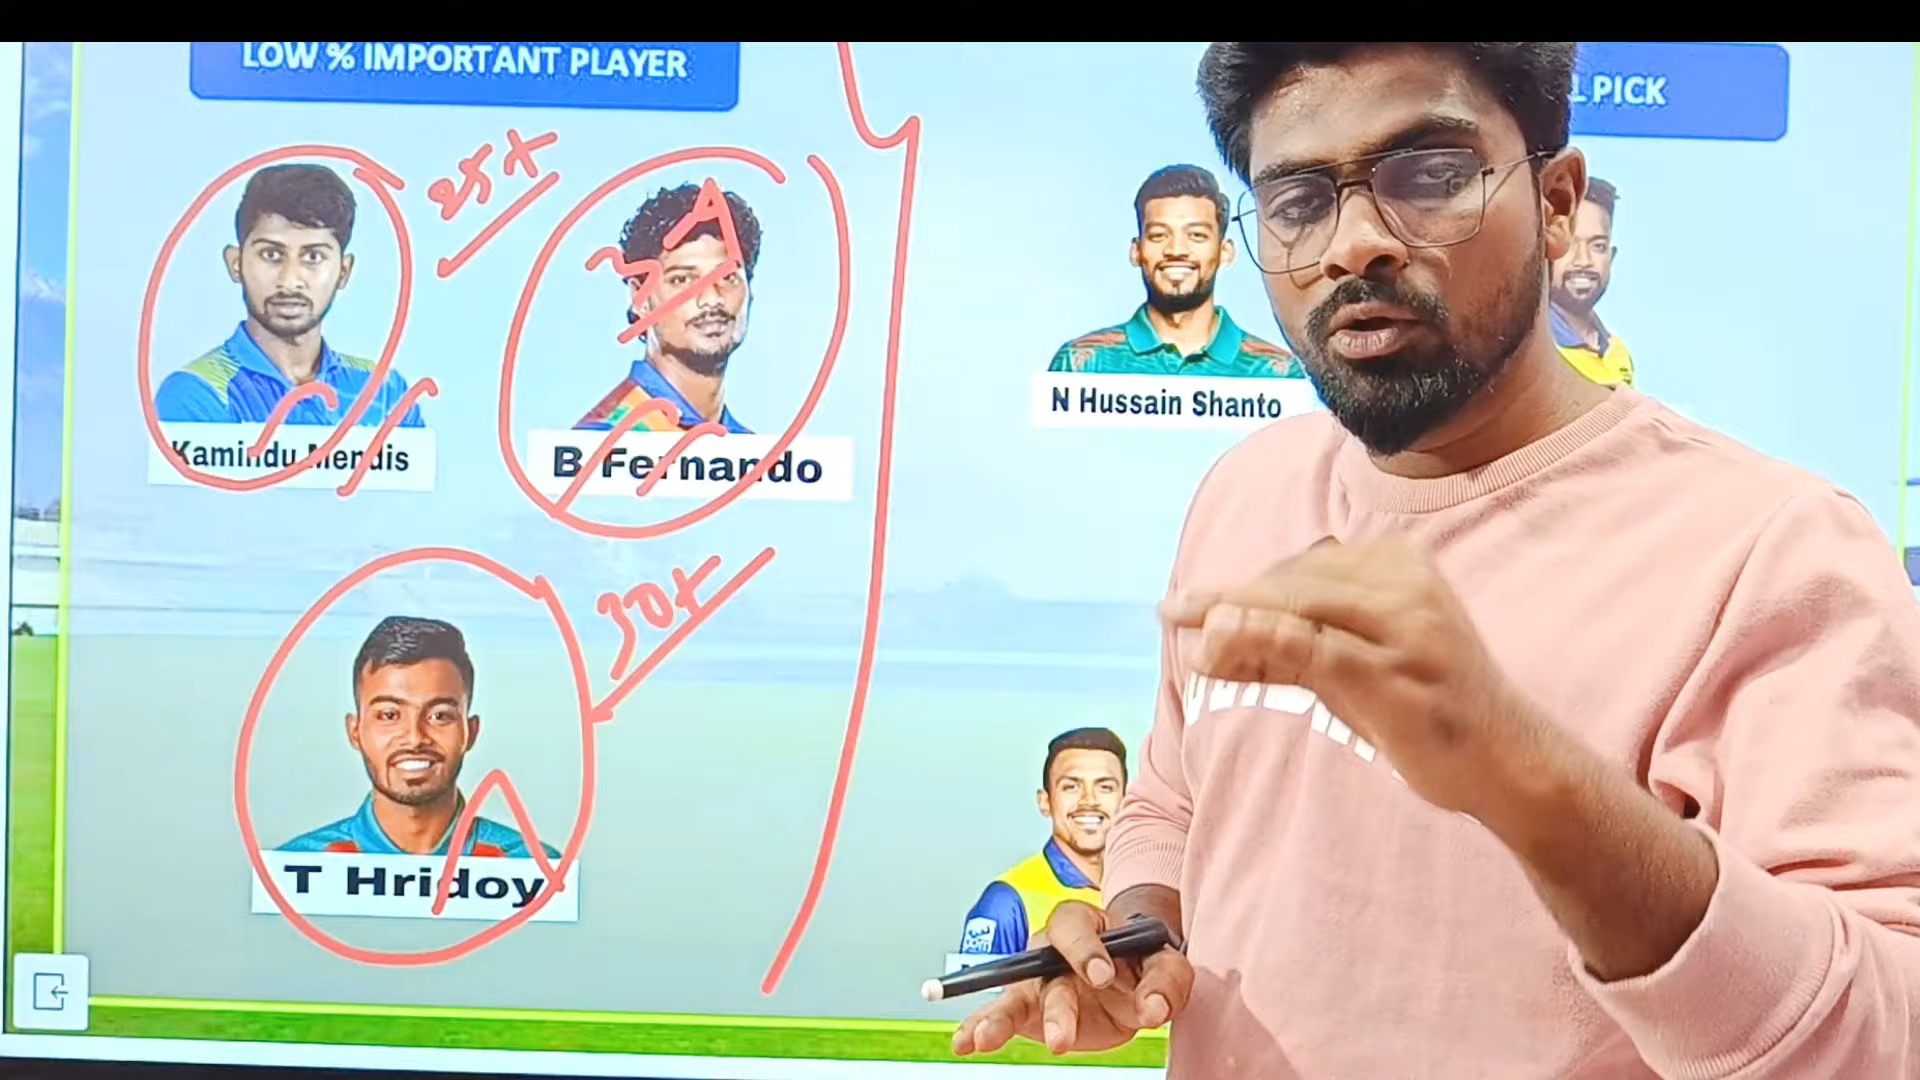 LOW % IMPORTANT PLAYER
PICK
25+
Kamindu Mendis
B Fernando
N Hussain Shanto
30+
T Hridoy